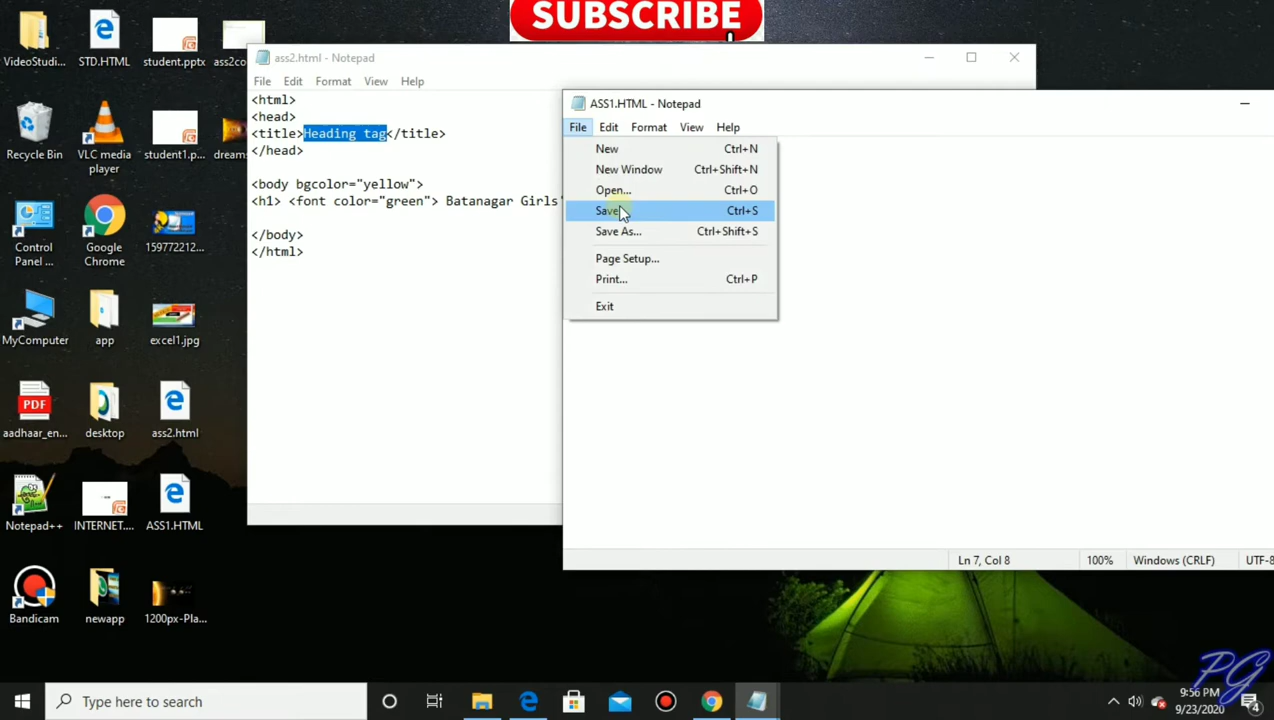 SUBSCRIBE
VideoStudi...
STD.HTML
student.pptx
ass2co
Recycle Bin
VLC media
player
student1.p...
dreams
Control
Panel ...
Google
Chrome
159772212...
MyComputer
app
excel1.jpg
PDF
aadhaar_en...
desktop
ass2.html
Notepad++
INTERNET....
ASS1.HTML
Bandicam
newapp
1200px-Pla...
ass2.html - Notepad
File Edit Format View Help
<html>
<head>
<title>Heading tag</title>
</head>
<body bgcolor="yellow">
<h1> <font color="green"> Batanagar Girls'
</body>
</html>
ASS1.HTML - Notepad
File Edit Format View Help
New Ctrl+N
New Window Ctrl+Shift+N
Open... Ctrl+O
Save Ctrl+S
Save As... Ctrl+Shift+S
Page Setup...
Print... Ctrl+P
Exit
Ln 7, Col 8 100% Windows (CRLF) UTF-8
PG
Type here to search
9:56 PM
9/23/2020
4